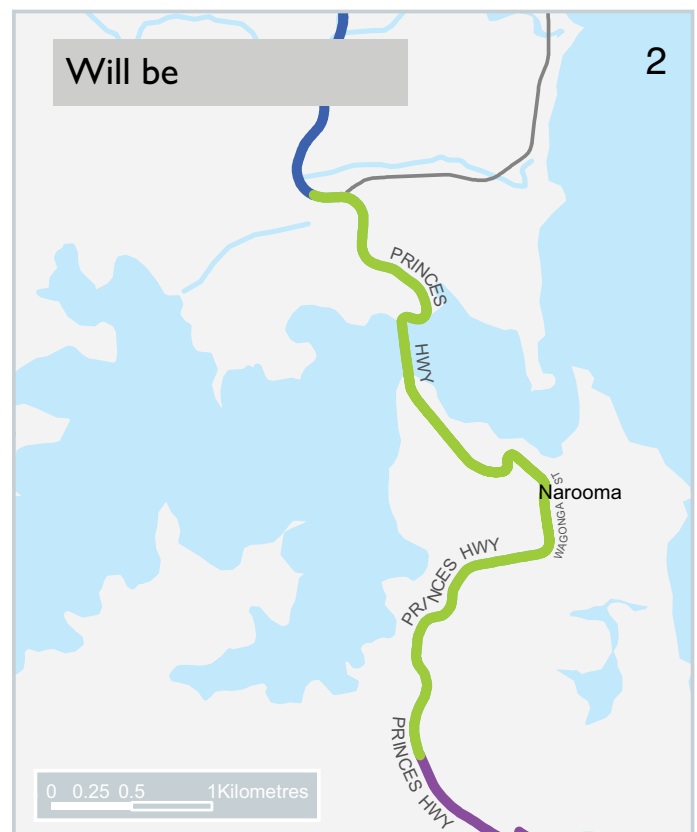 Will be
2
PRINCES
HWY
Narooma
WAGONGA ST
PRINCES HWY
PRINCES HWY
0 0.25 0.5 1Kilometres